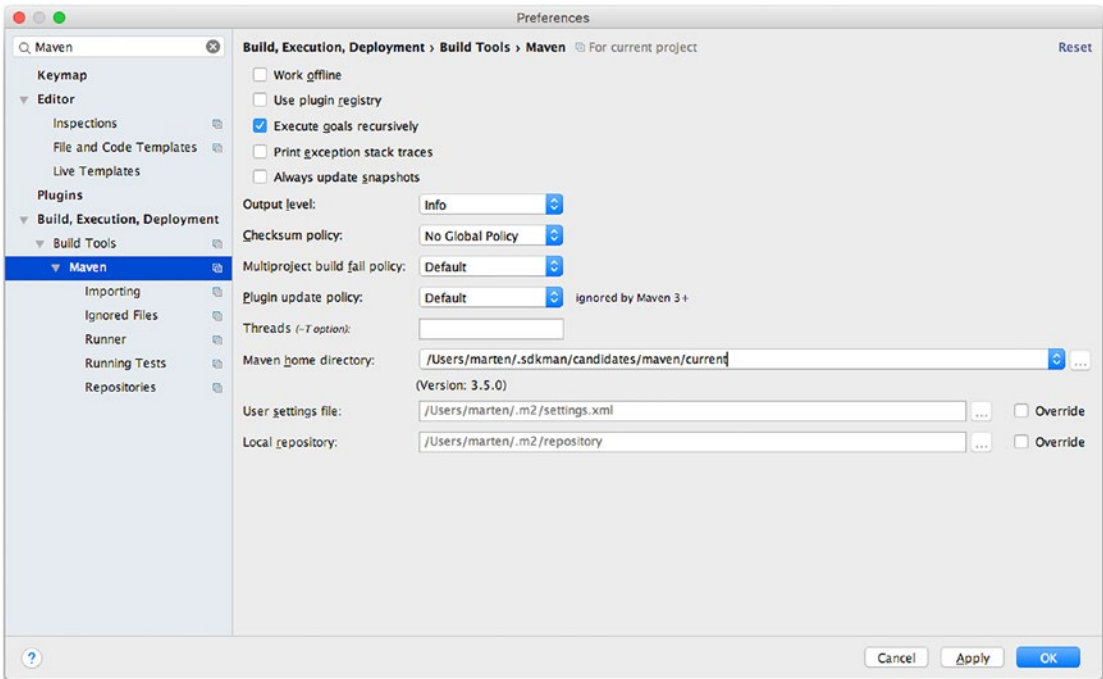 Preferences
Maven
Build, Execution, Deployment › Build Tools › Maven For current project Reset
Keymap
Editor
Inspections
File and Code Templates
Live Templates
Plugins
Build, Execution, Deployment
Build Tools
Maven
Importing
Ignored Files
Runner
Running Tests
Repositories
Work offline
Use plugin registry
Execute goals recursively
Print exception stack traces
Always update snapshots
Output level: Info
Checksum policy: No Global Policy
Multiproject build fail policy: Default
Plugin update policy: Default ignored by Maven 3+
Threads (-T option):
Maven home directory: /Users/marten/.sdkman/candidates/maven/current ...
(Version: 3.5.0)
User settings file: /Users/marten/.m2/settings.xml ... Override
Local repository: /Users/marten/.m2/repository ... Override
? Cancel Apply OK